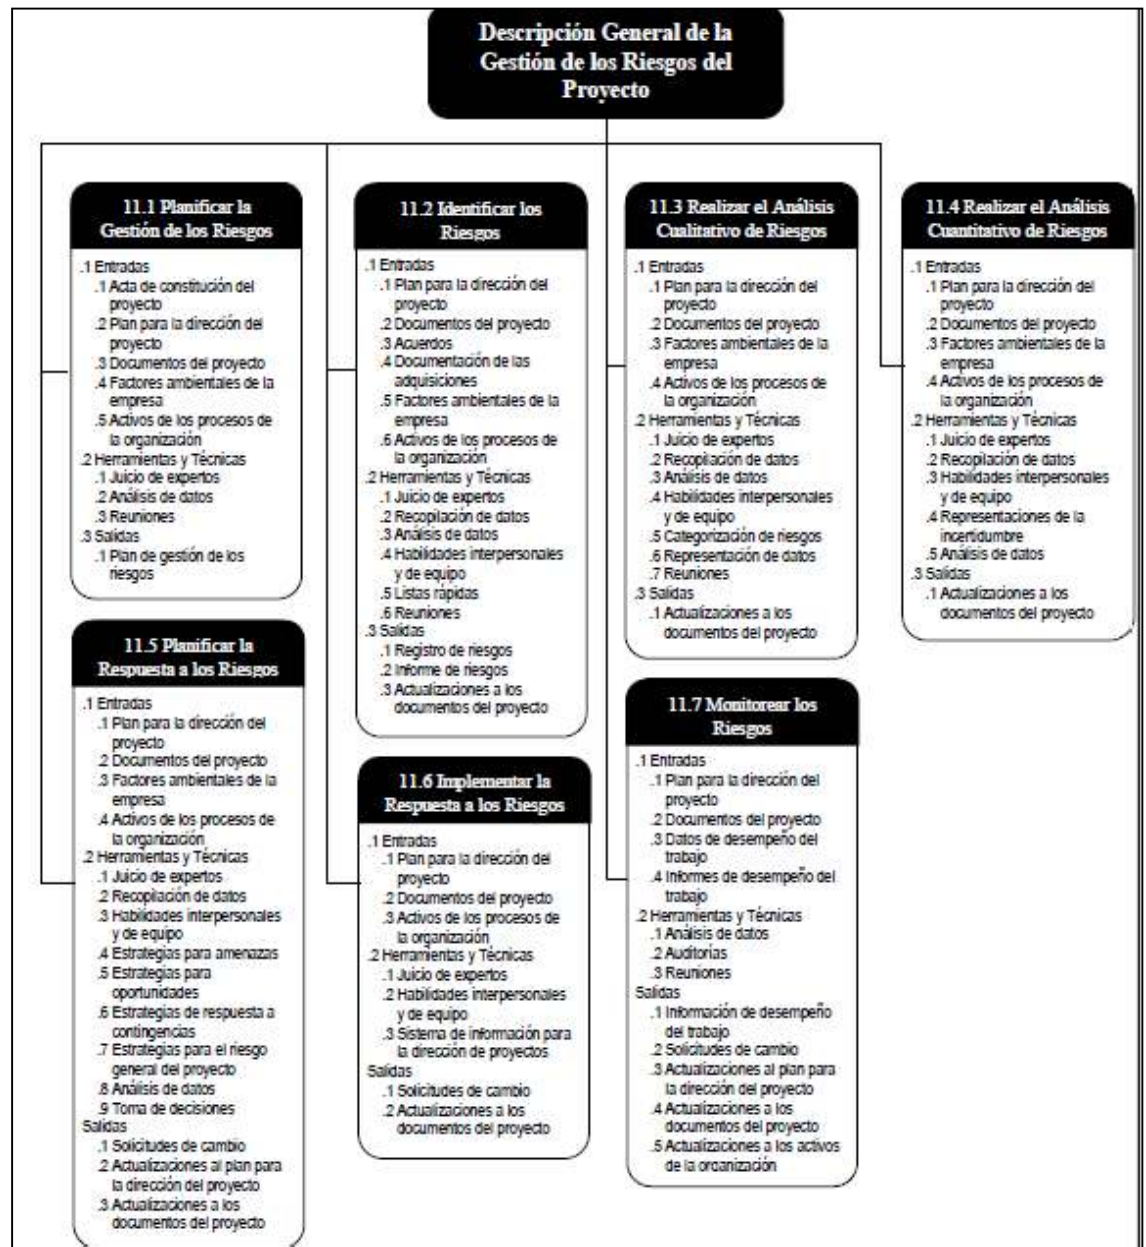 Descripción General de la
Gestión de los Riesgos del
Proyecto
11.1 Planificar la
Gestión de los Riesgos
.1 Entradas
.1 Acta de constitución del
proyecto
.2 Plan para la dirección del
proyecto
.3 Documentos del proyecto
.4 Factores ambientales de la
empresa
.5 Activos de los procesos de
la organización
.2 Herramientas y Técnicas
.1 Juicio de expertos
.2 Análisis de datos
.3 Reuniones
.3 Salidas
.1 Plan de gestión de los
riesgos
11.2 Identificar los
Riesgos
.1 Entradas
.1 Plan para la dirección del
proyecto
.2 Documentos del proyecto
.3 Acuerdos
.4 Documentación de las
adquisiciones
.5 Factores ambientales de la
empresa
.6 Activos de los procesos de
la organización
.2 Herramientas y Técnicas
.1 Juicio de expertos
.2 Recopilación de datos
.3 Análisis de datos
.4 Habilidades interpersonales
y de equipo
.5 Listas rápidas
.6 Reuniones
.3 Salidas
.1 Registro de riesgos
.2 Informe de riesgos
.3 Actualizaciones a los
documentos del proyecto
11.3 Realizar el Análisis
Cualitativo de Riesgos
.1 Entradas
.1 Plan para la dirección del
proyecto
.2 Documentos del proyecto
.3 Factores ambientales de la
empresa
.4 Activos de los procesos de
la organización
.2 Herramientas y Técnicas
.1 Juicio de expertos
.2 Recopilación de datos
.3 Análisis de datos
.4 Habilidades interpersonales
y de equipo
.5 Categorización de riesgos
.6 Representación de datos
.7 Reuniones
.3 Salidas
.1 Actualizaciones a los
documentos del proyecto
11.4 Realizar el Análisis
Cuantitativo de Riesgos
.1 Entradas
.1 Plan para la dirección del
proyecto
.2 Documentos del proyecto
.3 Factores ambientales de la
empresa
.4 Activos de los procesos de
la organización
.2 Herramientas y Técnicas
.1 Juicio de expertos
.2 Recopilación de datos
.3 Habilidades interpersonales
y de equipo
.4 Representaciones de la
incertidumbre
.5 Análisis de datos
.3 Salidas
.1 Actualizaciones a los
documentos del proyecto
11.5 Planificar la
Respuesta a los Riesgos
.1 Entradas
.1 Plan para la dirección del
proyecto
.2 Documentos del proyecto
.3 Factores ambientales de la
empresa
.4 Activos de los procesos de
la organización
.2 Herramientas y Técnicas
.1 Juicio de expertos
.2 Recopilación de datos
.3 Habilidades interpersonales
y de equipo
.4 Estrategias para amenazas
.5 Estrategias para
oportunidades
.6 Estrategias de respuesta a
contingencias
.7 Estrategias para el riesgo
general del proyecto
.8 Análisis de datos
.9 Toma de decisiones
Salidas
.1 Solicitudes de cambio
.2 Actualizaciones al plan para
la dirección del proyecto
.3 Actualizaciones a los
documentos del proyecto
11.6 Implementar la
Respuesta a los Riesgos
.1 Entradas
.1 Plan para la dirección del
proyecto
.2 Documentos del proyecto
.3 Activos de los procesos de
la organización
.2 Herramientas y Técnicas
.1 Juicio de expertos
.2 Habilidades interpersonales
y de equipo
.3 Sistema de información para
la dirección de proyectos
Salidas
.1 Solicitudes de cambio
.2 Actualizaciones a los
documentos del proyecto
11.7 Monitorear los
Riesgos
.1 Entradas
.1 Plan para la dirección del
proyecto
.2 Documentos del proyecto
.3 Datos de desempeño del
trabajo
.4 Informes de desempeño del
trabajo
.2 Herramientas y Técnicas
.1 Análisis de datos
.2 Auditorías
.3 Reuniones
Salidas
.1 Información de desempeño
del trabajo
.2 Solicitudes de cambio
.3 Actualizaciones al plan para
la dirección del proyecto
.4 Actualizaciones a los
documentos del proyecto
.5 Actualizaciones a los activos
de la organización